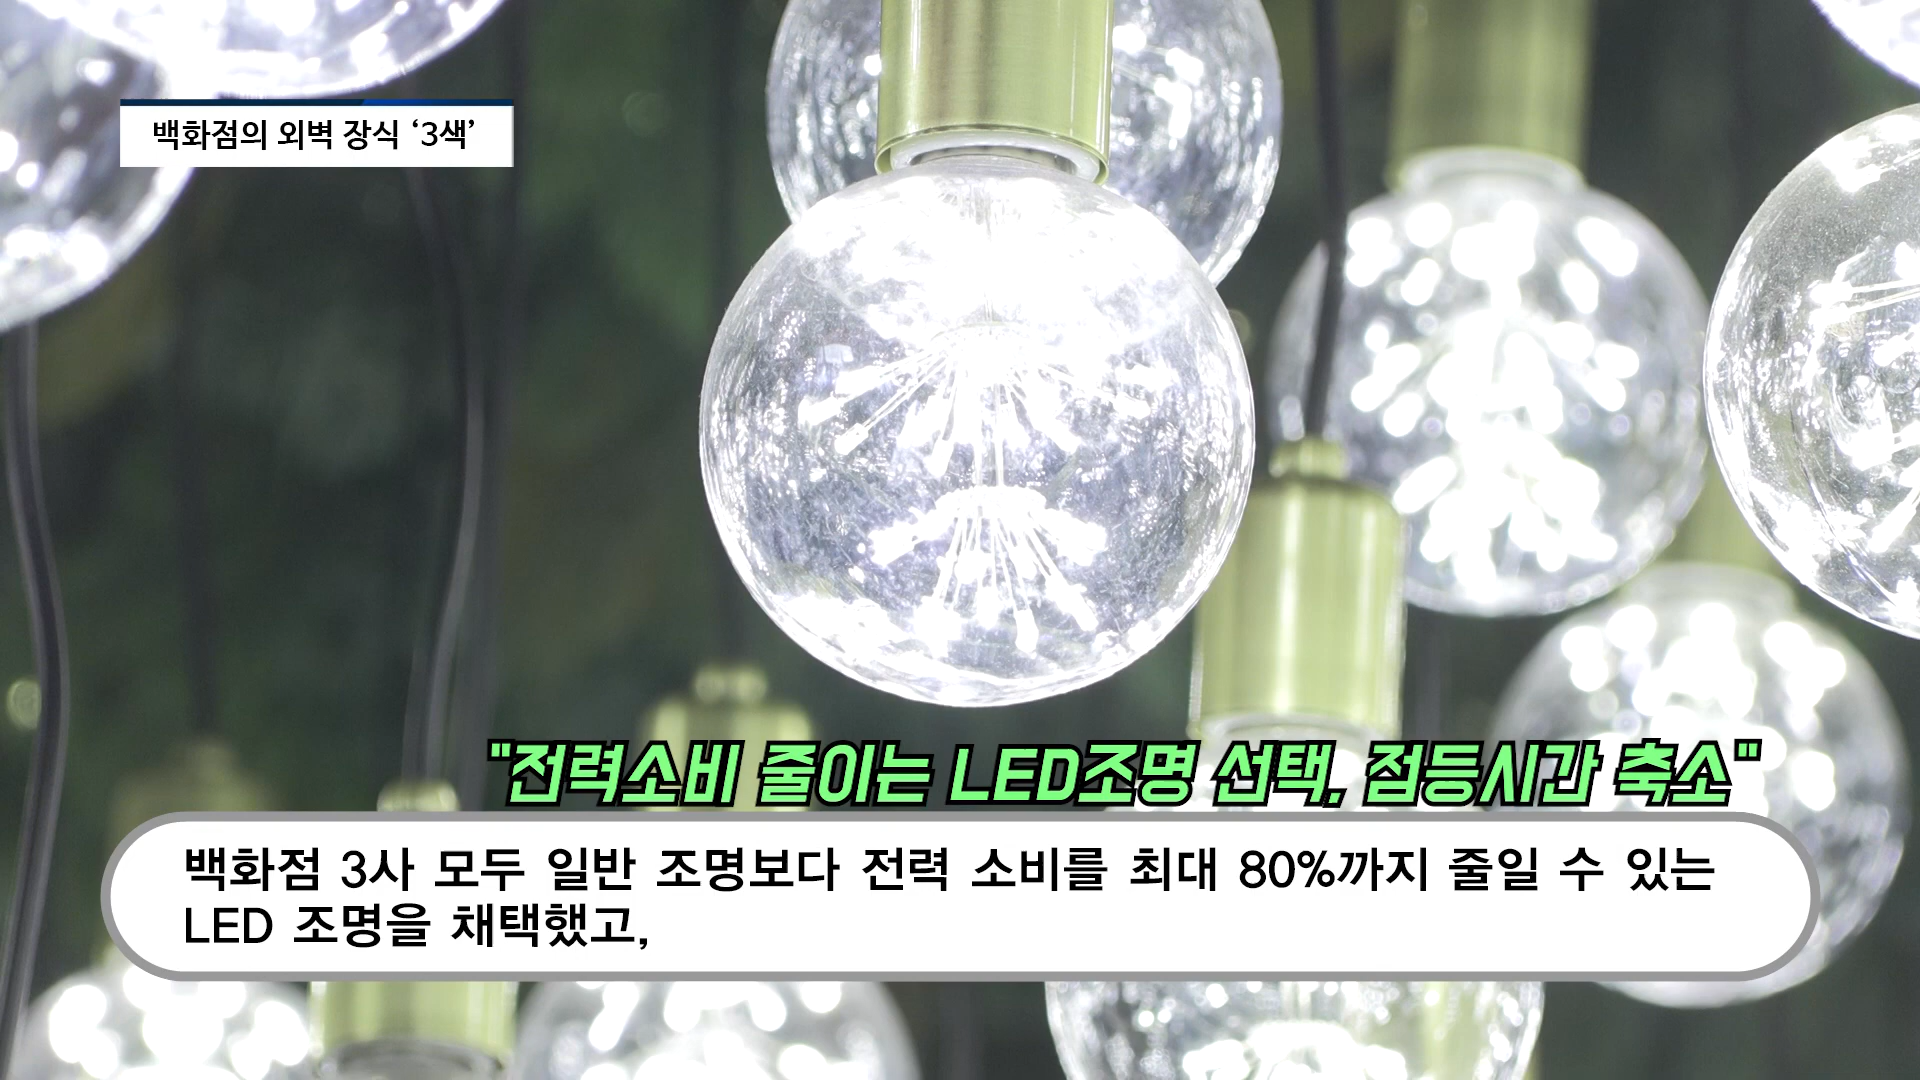 백화점의 외벽 장식 ‘3색’
"전력소비 줄이는 LED조명 선택, 점등시간 축소"
백화점 3사 모두 일반 조명보다 전력 소비를 최대 80%까지 줄일 수 있는
LED 조명을 채택했고,